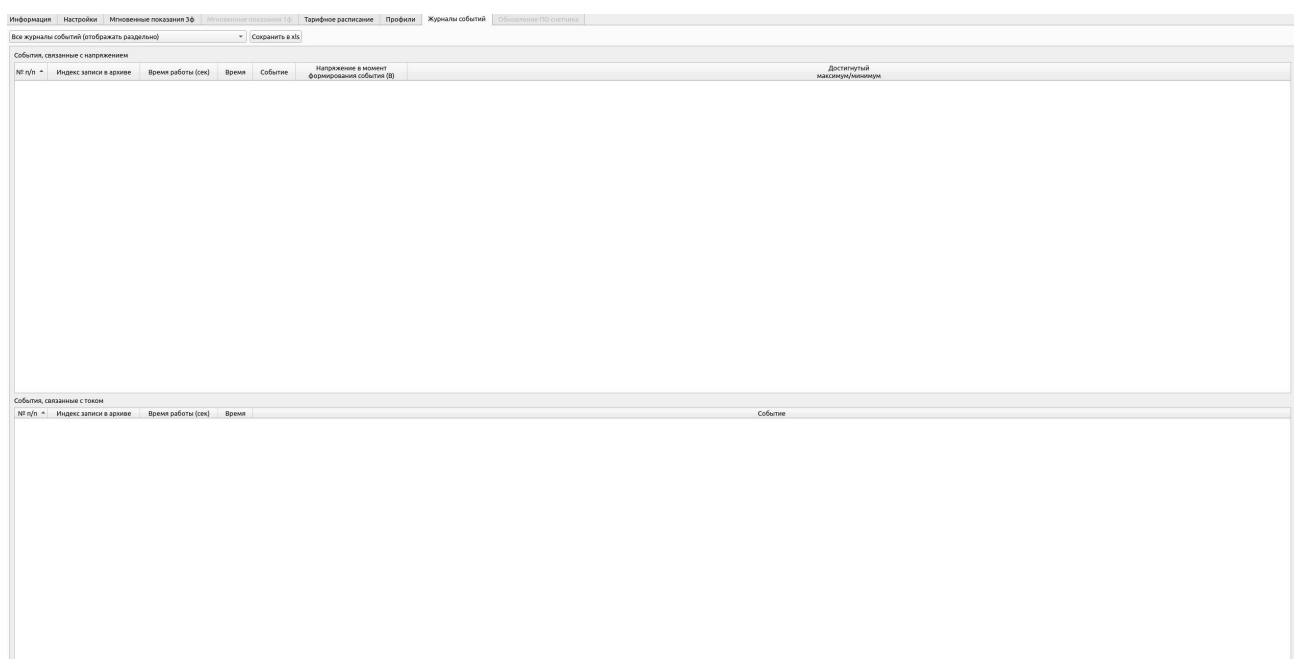 Информация Настройки Мгновенные показания 3ф Мгновенные показания 1ф Тарифное расписание Профили Журналы событий Обновление ПО счетчика
Все журналы событий (отображать раздельно) Сохранить в xls
События, связанные с напряжением
№ п/п Индекс записи в архиве Время работы (сек) Время Событие Напряжение в момент формирования события (В) Достигнутый максимум/минимум
События, связанные с током
№ п/п Индекс записи в архиве Время работы (сек) Время Событие